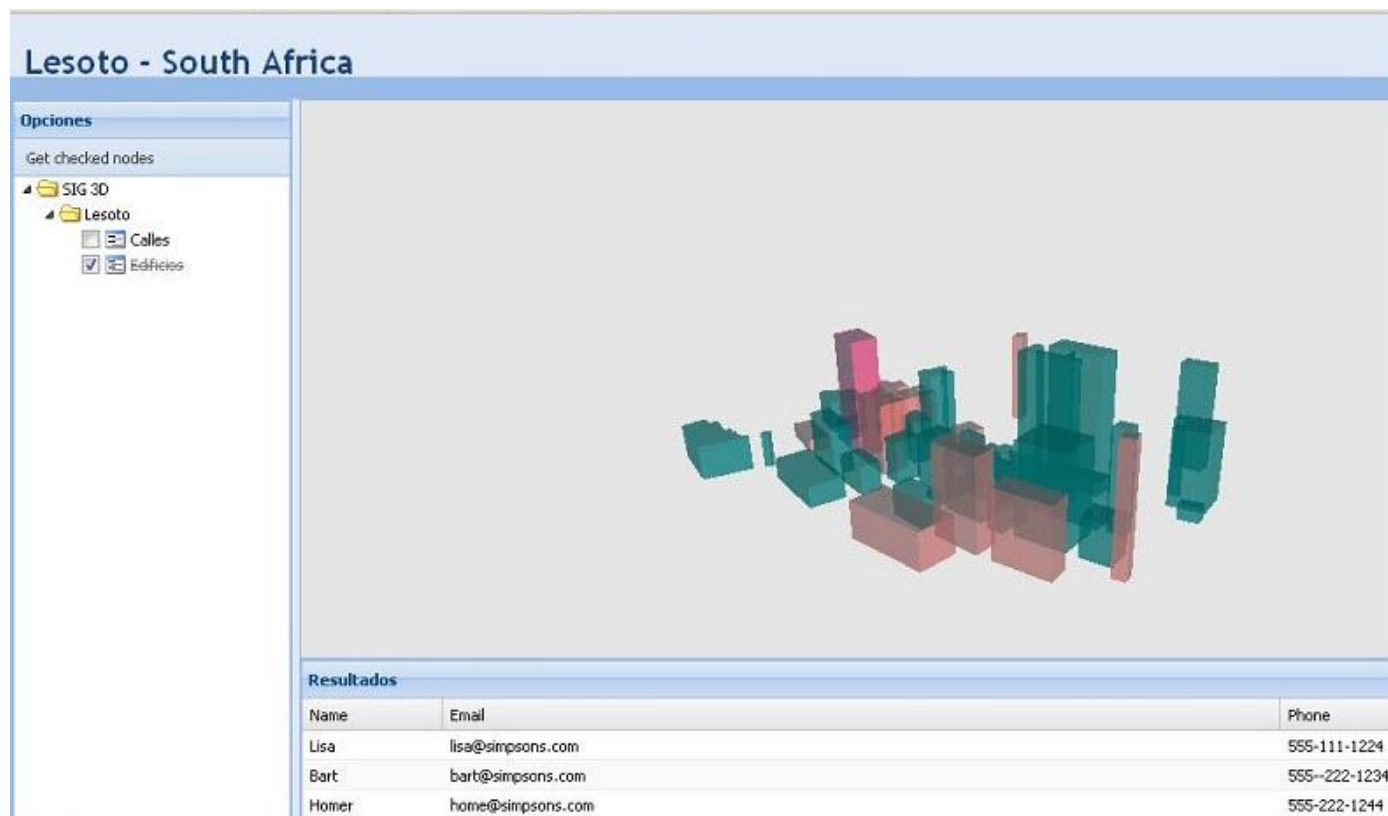 Lesoto - South Africa
Opciones
Get checked nodes
SIG 3D
Lesoto
Calles
Edificios
Resultados
Name Email Phone
Lisa lisa@simpsons.com 555-111-1224
Bart bart@simpsons.com 555--222-1234
Homer home@simpsons.com 555-222-1244